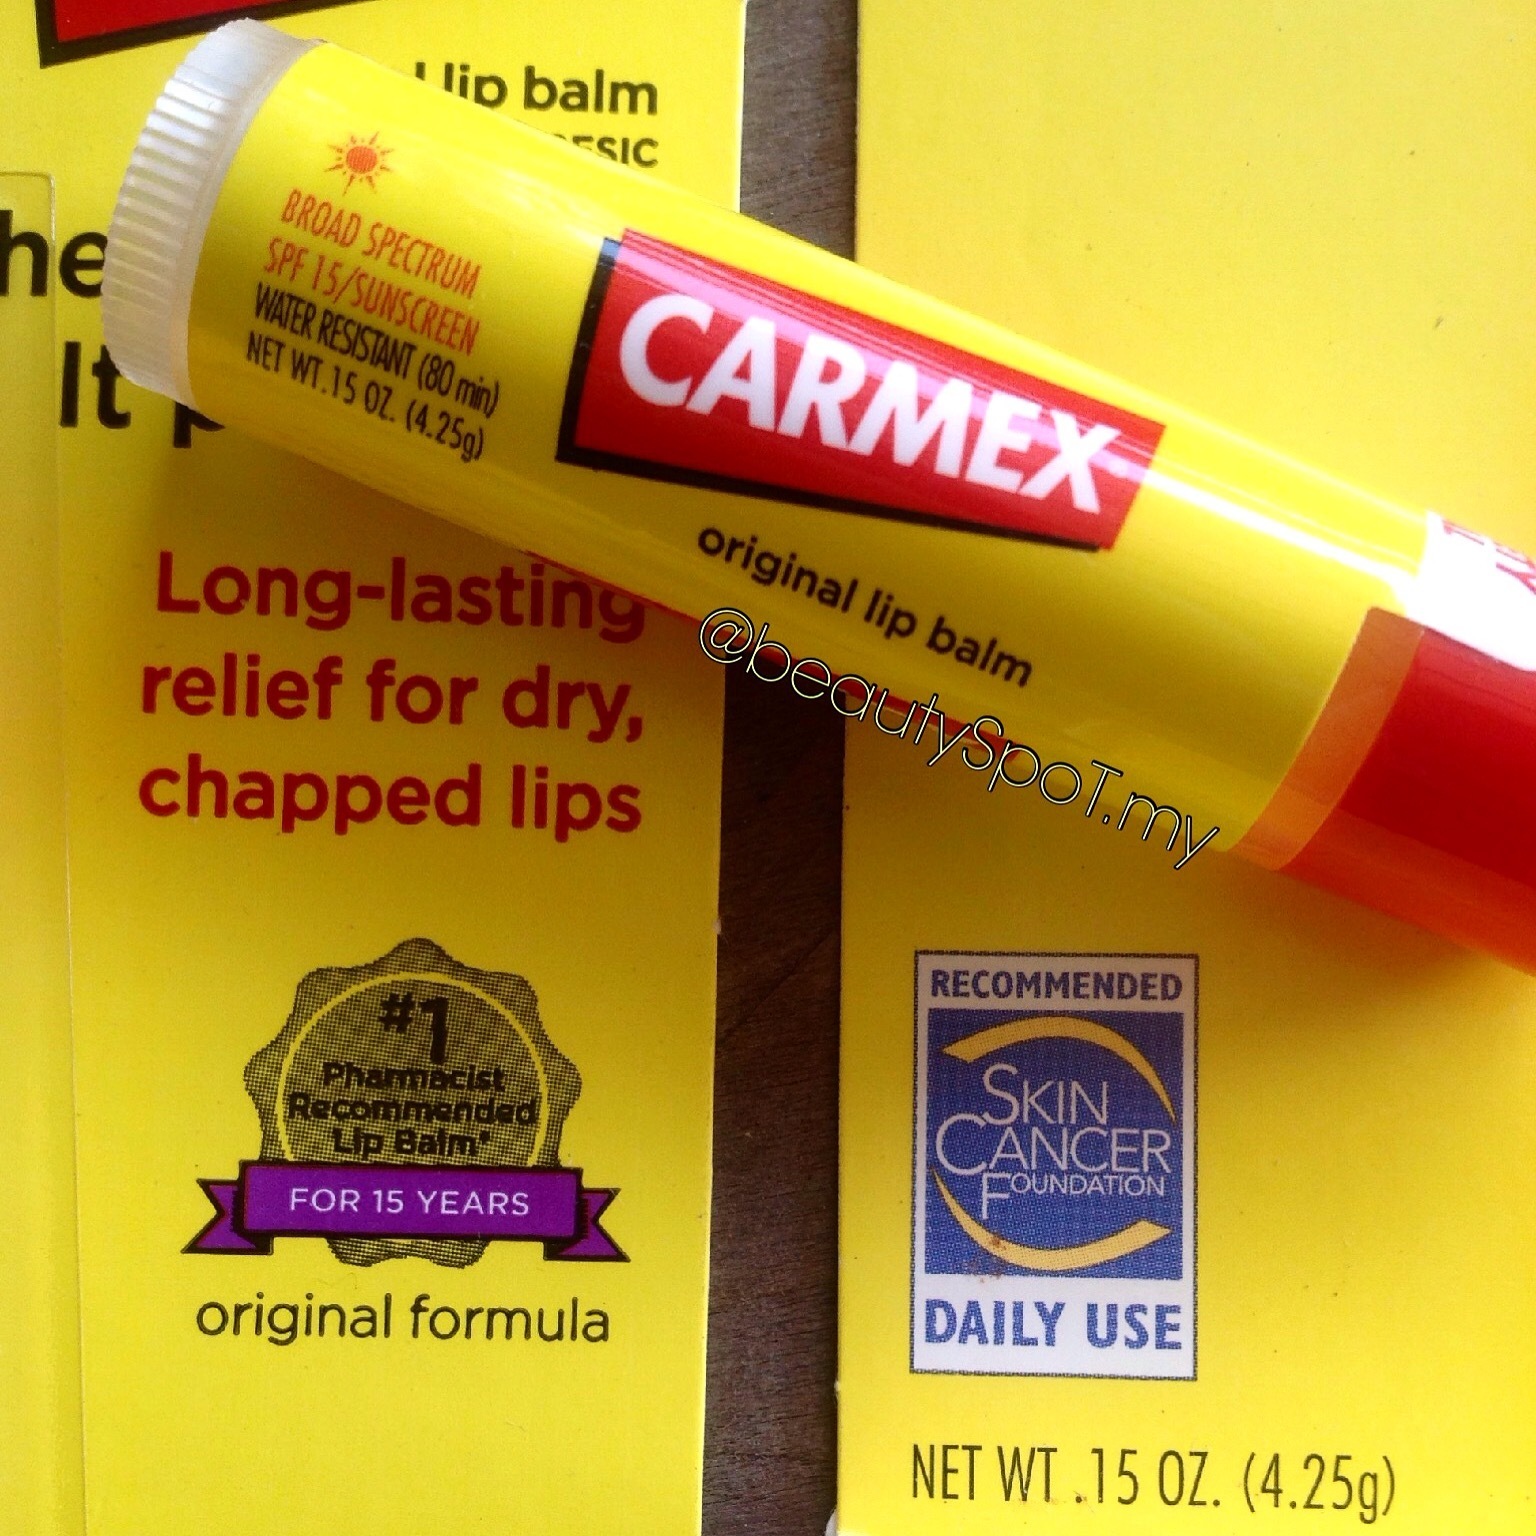 lip balm
he
It
BROAD SPECTRUM
SPF 15/SUNSCREEN
WATER RESISTANT (80 min)
NET WT .15 OZ. (4.25g)
CARMEX
original lip balm
@beautySpoT.my
Long-lasting
relief for dry,
chapped lips
#1
Pharmacist
Recommended
Lip Balm*
FOR 15 YEARS
original formula
RECOMMENDED
SKIN
CANCER
FOUNDATION
DAILY USE
NET WT .15 OZ. (4.25g)